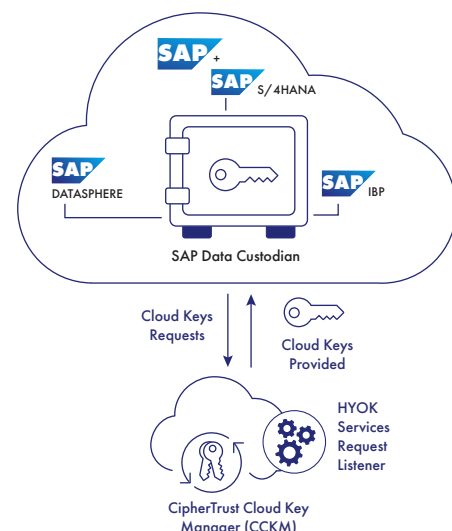 SAP +
SAP S/4HANA
SAP
DATASPHERE
SAP IBP
SAP Data Custodian
Cloud Keys
Requests
Cloud Keys
Provided
HYOK
Services
Request
Listener
CipherTrust Cloud Key
Manager (CCKM)